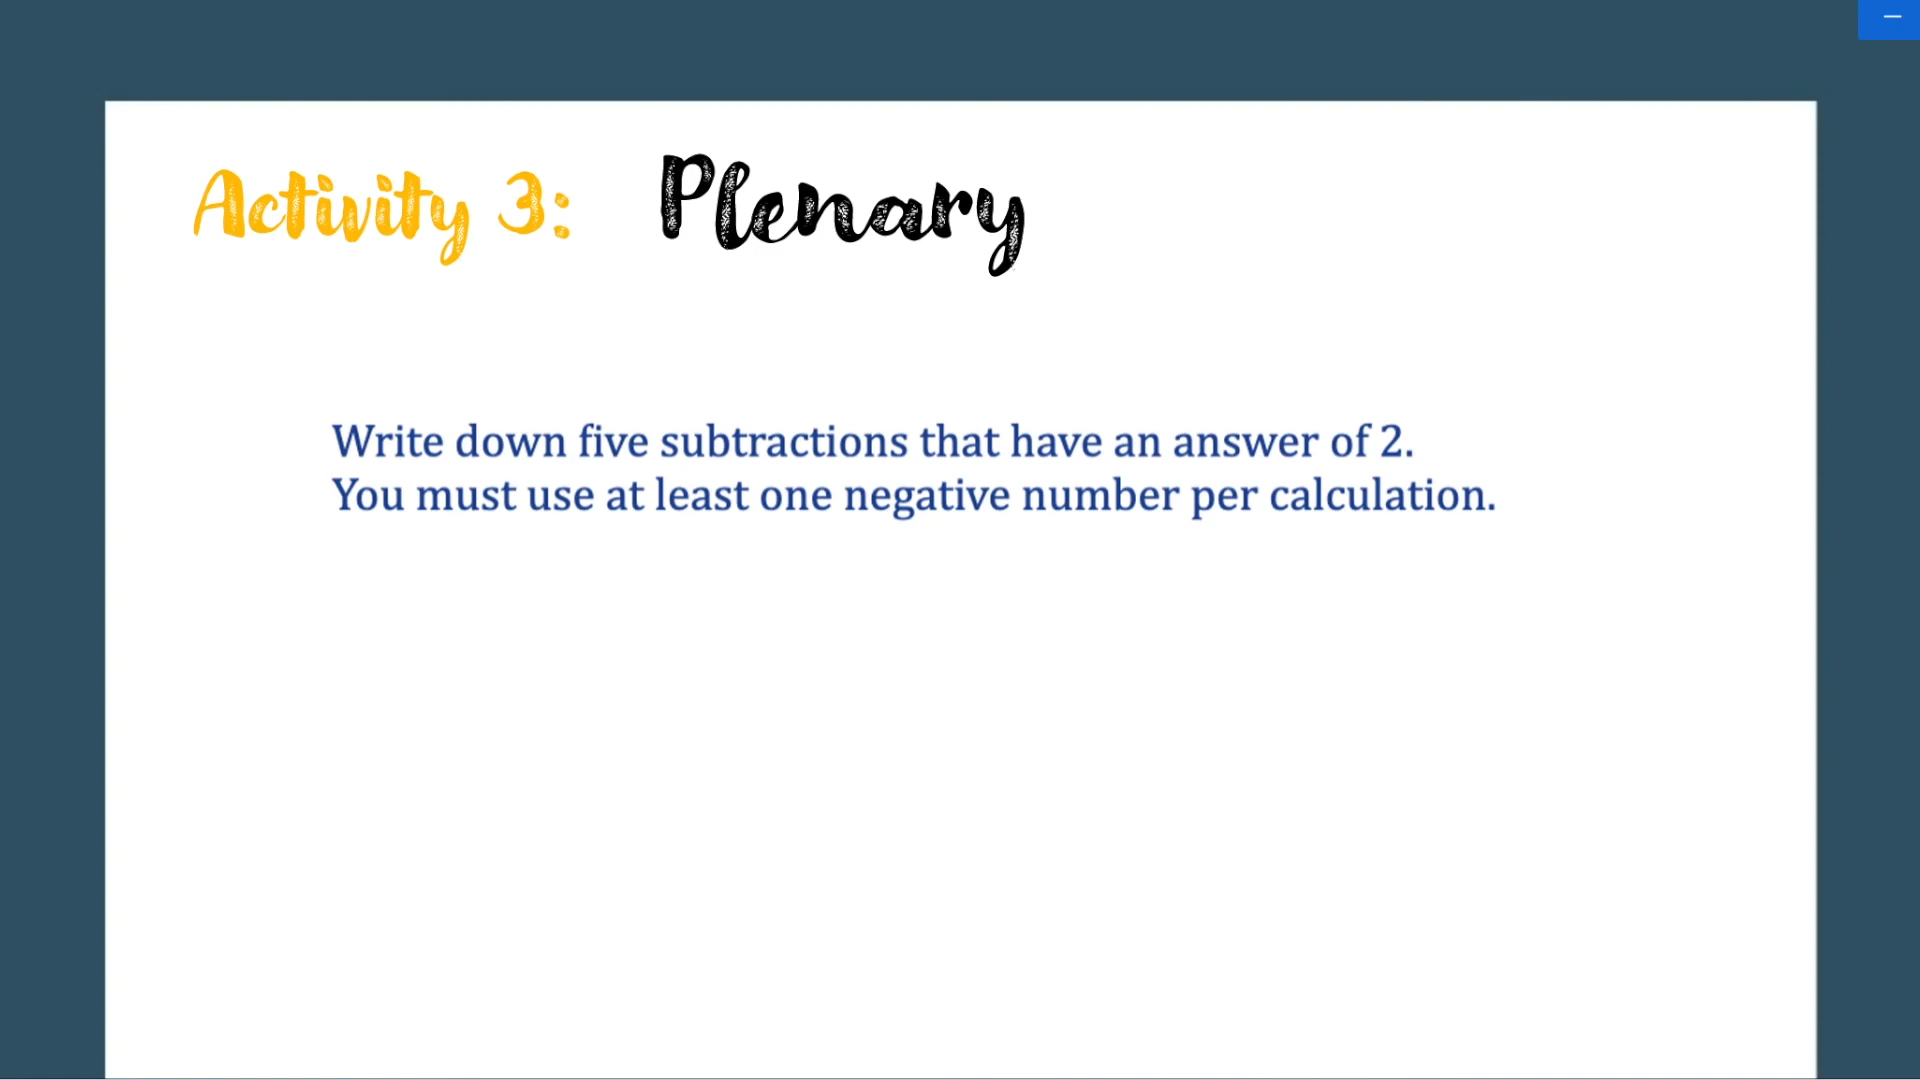 Activity 3: Plenary
Write down five subtractions that have an answer of 2.
You must use at least one negative number per calculation.